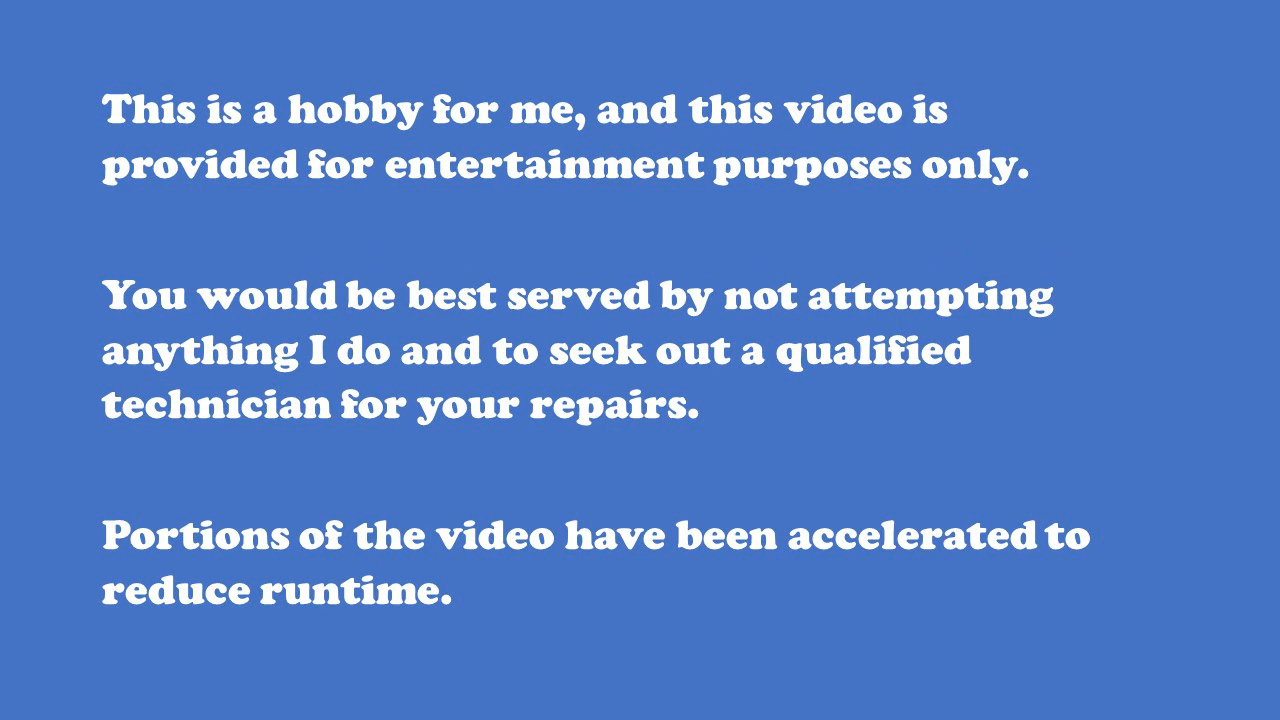 This is a hobby for me, and this video is
provided for entertainment purposes only.
You would be best served by not attempting
anything I do and to seek out a qualified
technician for your repairs.
Portions of the video have been accelerated to
reduce runtime.